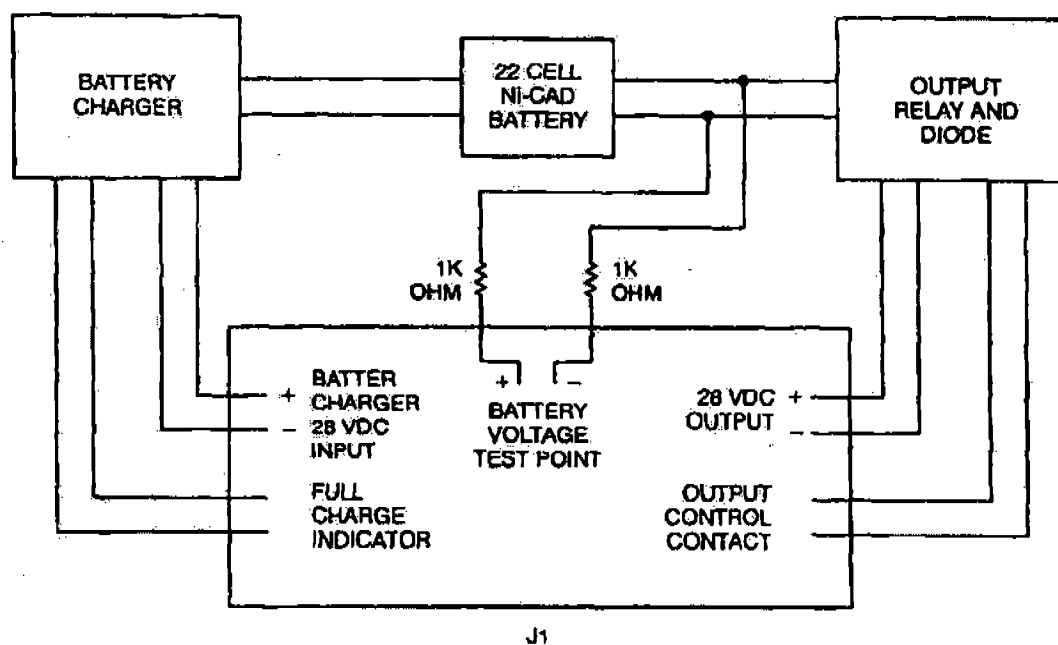 BATTERY
CHARGER
22 CELL
NI-CAD
BATTERY
OUTPUT
RELAY AND
DIODE
1K
OHM
1K
OHM
+ BATTER
CHARGER
- 28 VDC
INPUT
FULL
CHARGE
INDICATOR
+ -
BATTERY
VOLTAGE
TEST POINT
28 VDC +
OUTPUT -
OUTPUT
CONTROL
CONTACT
J1